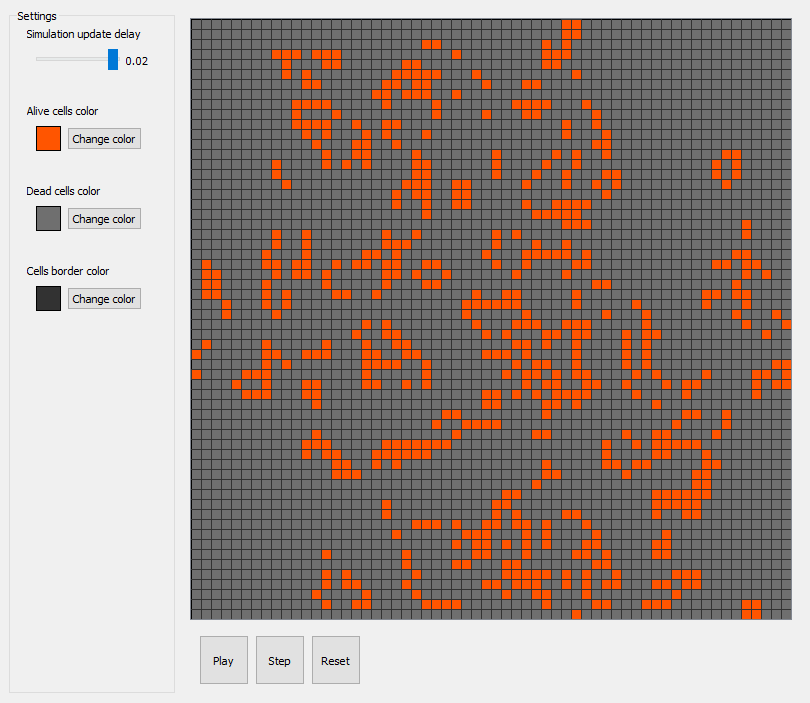 Settings
Simulation update delay
0.02
Alive cells color
Change color
Dead cells color
Change color
Cells border color
Change color
Play Step Reset